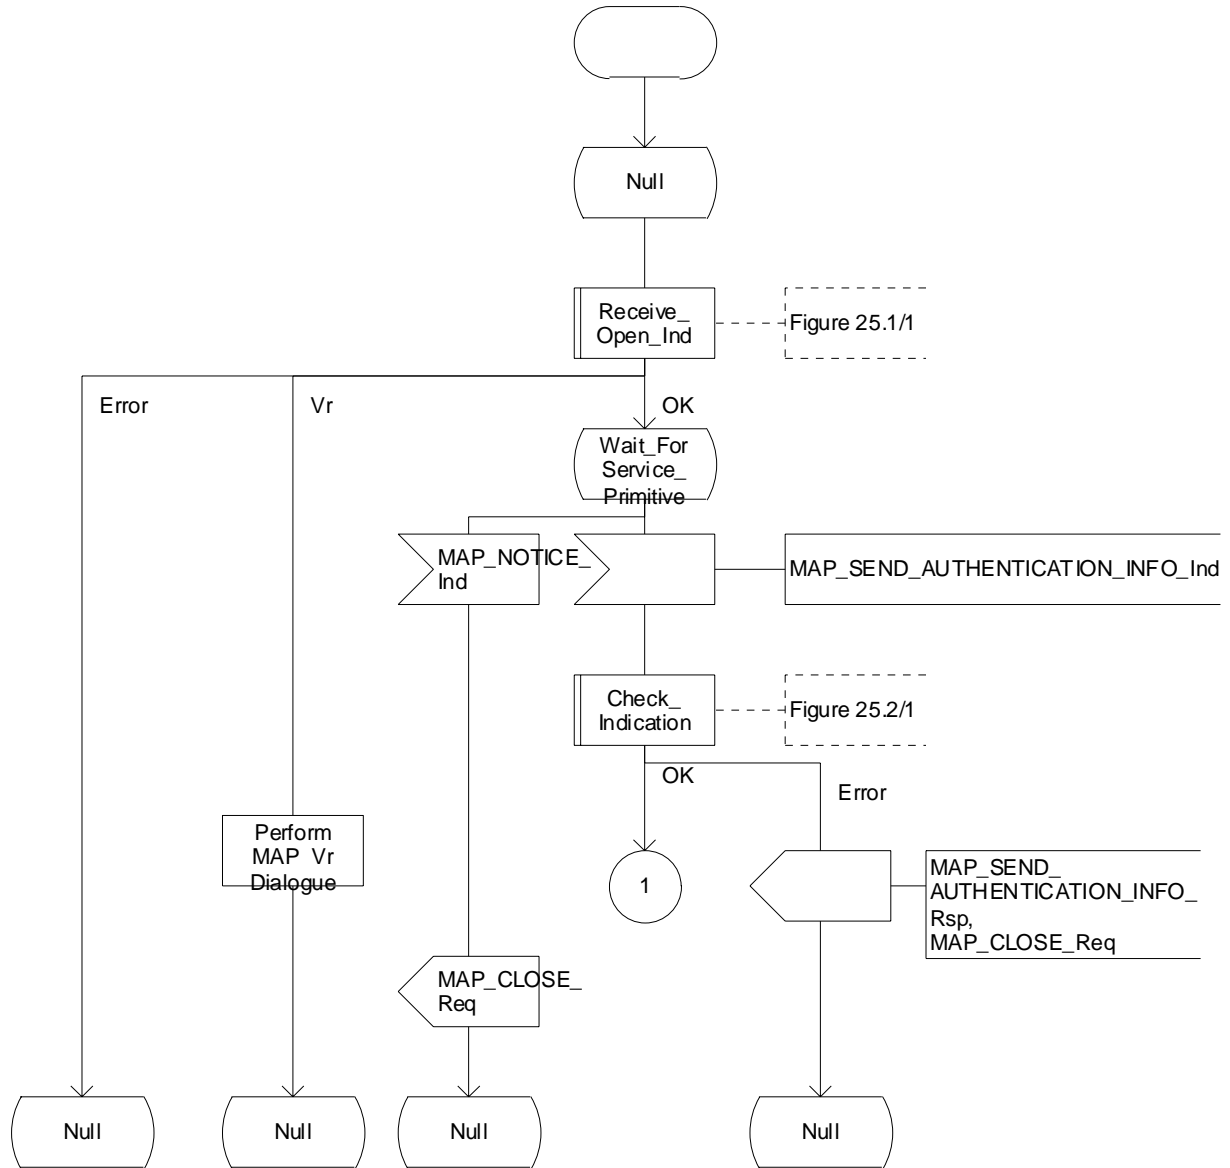 Null
Receive_
Open_Ind
Figure 25.1/1
Error
Vr
OK
Wait_For
Service_
Primitive
MAP_NOTICE_
Ind
MAP_SEND_AUTHENTICATION_INFO_Ind
Check_
Indication
Figure 25.2/1
OK
Error
Perform
MAP Vr
Dialogue
1
MAP_SEND_
AUTHENTICATION_INFO_
Rsp,
MAP_CLOSE_Req
MAP_CLOSE_
Req
Null
Null
Null
Null